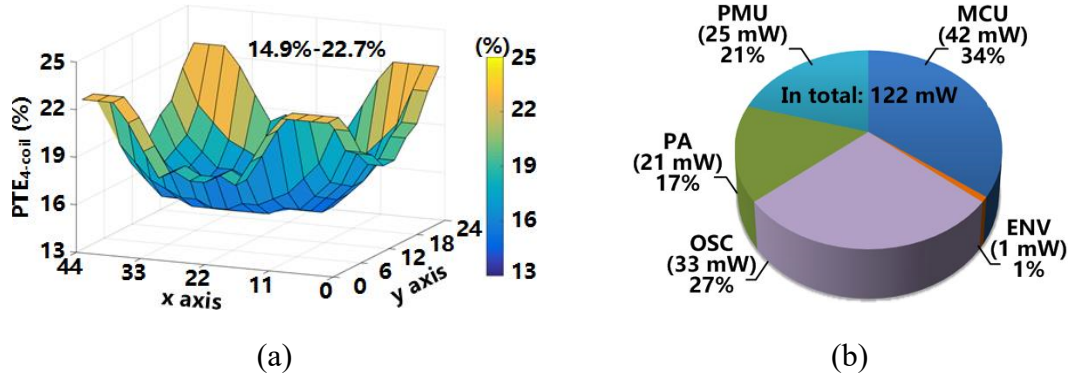 14.9%-22.7%
(%)
25
22
19
16
13
PTE4-coil (%)
44
33
22
11
0
x axis
0
6
12
18
24
y axis
25
22
19
16
13
(a)
PMU
(25 mW)
21%
MCU
(42 mW)
34%
In total: 122 mW
PA
(21 mW)
17%
OSC
(33 mW)
27%
ENV
(1 mW)
1%
(b)